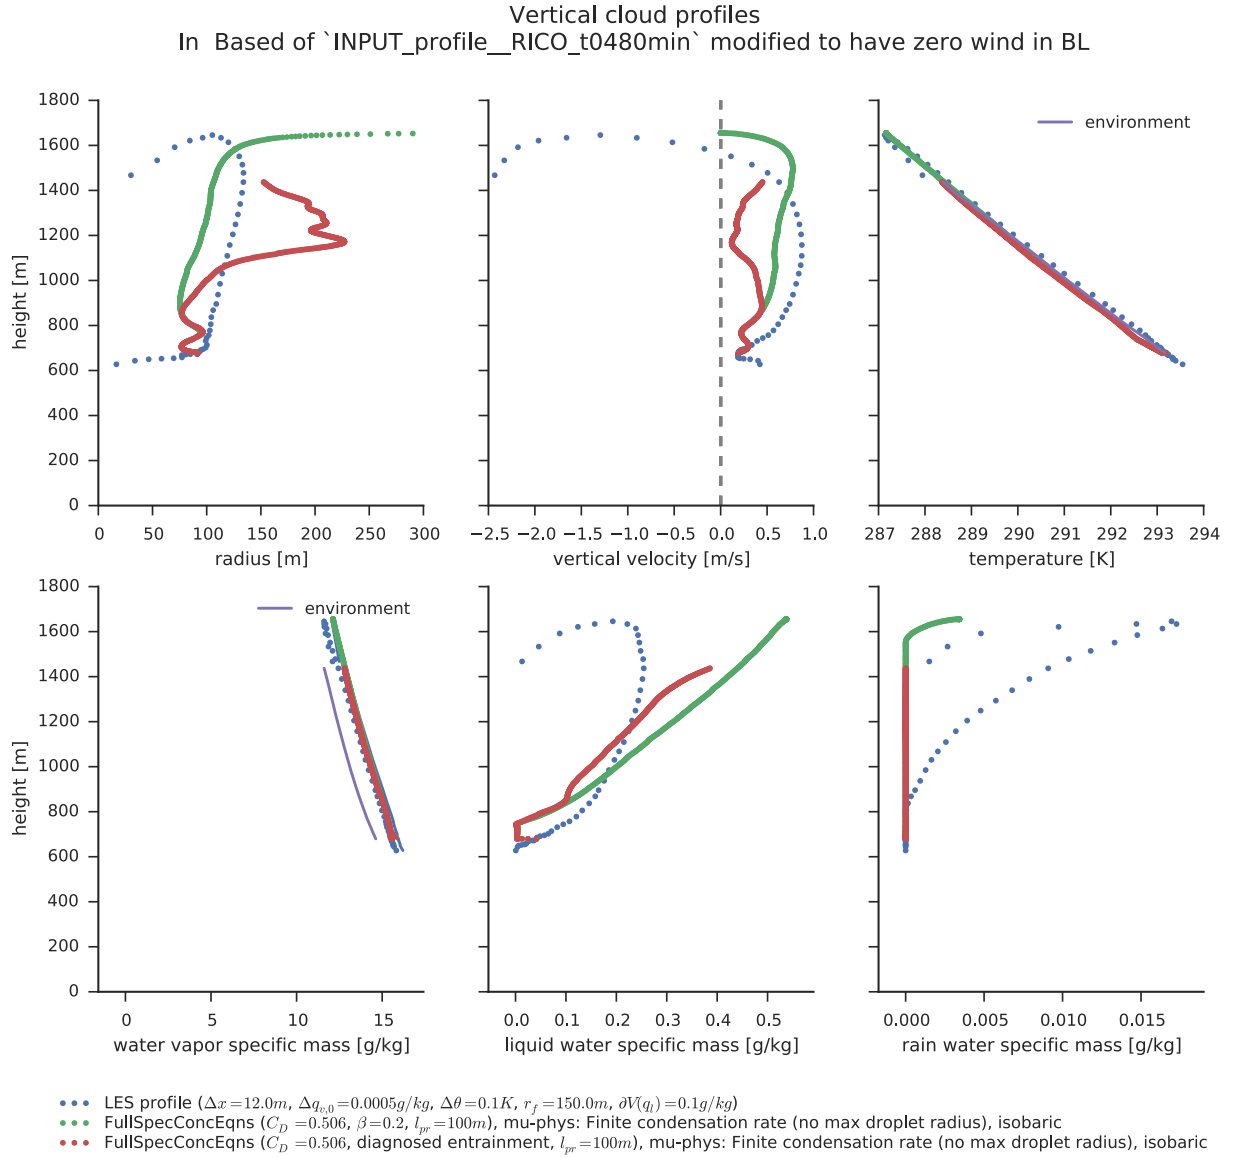 Vertical cloud profiles
In  Based of `INPUT_profile__RICO_t0480min` modified to have zero wind in BL
1800
1600
1400
1200
1000
800
600
400
200
0
height [m]
0 50 100 150 200 250 300
radius [m]
−2.5 −2.0 −1.5 −1.0 −0.5 0.0 0.5 1.0
vertical velocity [m/s]
environment
287 288 289 290 291 292 293 294
temperature [K]
1800
1600
1400
1200
1000
800
600
400
200
0
height [m]
environment
0 5 10 15
water vapor specific mass [g/kg]
0.0 0.1 0.2 0.3 0.4 0.5
liquid water specific mass [g/kg]
0.000 0.005 0.010 0.015
rain water specific mass [g/kg]
LES profile (Δx = 12.0m, Δq_{v,0} = 0.0005g/kg, Δθ = 0.1K, r_f = 150.0m, ∂V(q_l) = 0.1g/kg)
FullSpecConcEqns (C_D = 0.506, β = 0.2, l_{pr} = 100m), mu-phys: Finite condensation rate (no max droplet radius), isobaric
FullSpecConcEqns (C_D = 0.506, diagnosed entrainment, l_{pr} = 100m), mu-phys: Finite condensation rate (no max droplet radius), isobaric